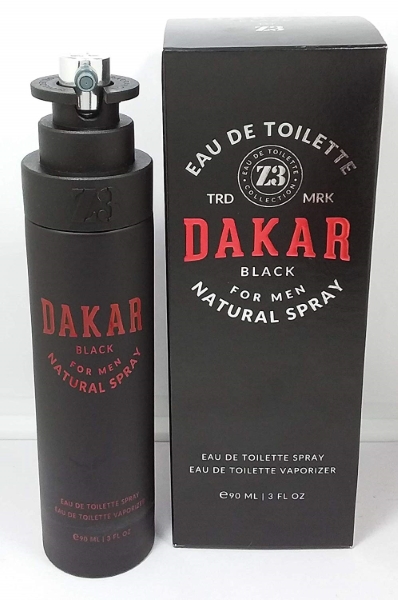 Z3
DAKAR
BLACK
FOR MEN
NATURAL SPRAY
EAU DE TOILETTE SPRAY
EAU DE TOILETTE VAPORIZER
℮90 ML | 3 FL OZ
Z3
EAU DE TOILETTE
EAU DE TOILETTE
Z3
COLLECTION
TRD MRK
DAKAR
BLACK
FOR MEN
NATURAL SPRAY
EAU DE TOILETTE SPRAY
EAU DE TOILETTE VAPORIZER
℮90 ML | 3 FL OZ